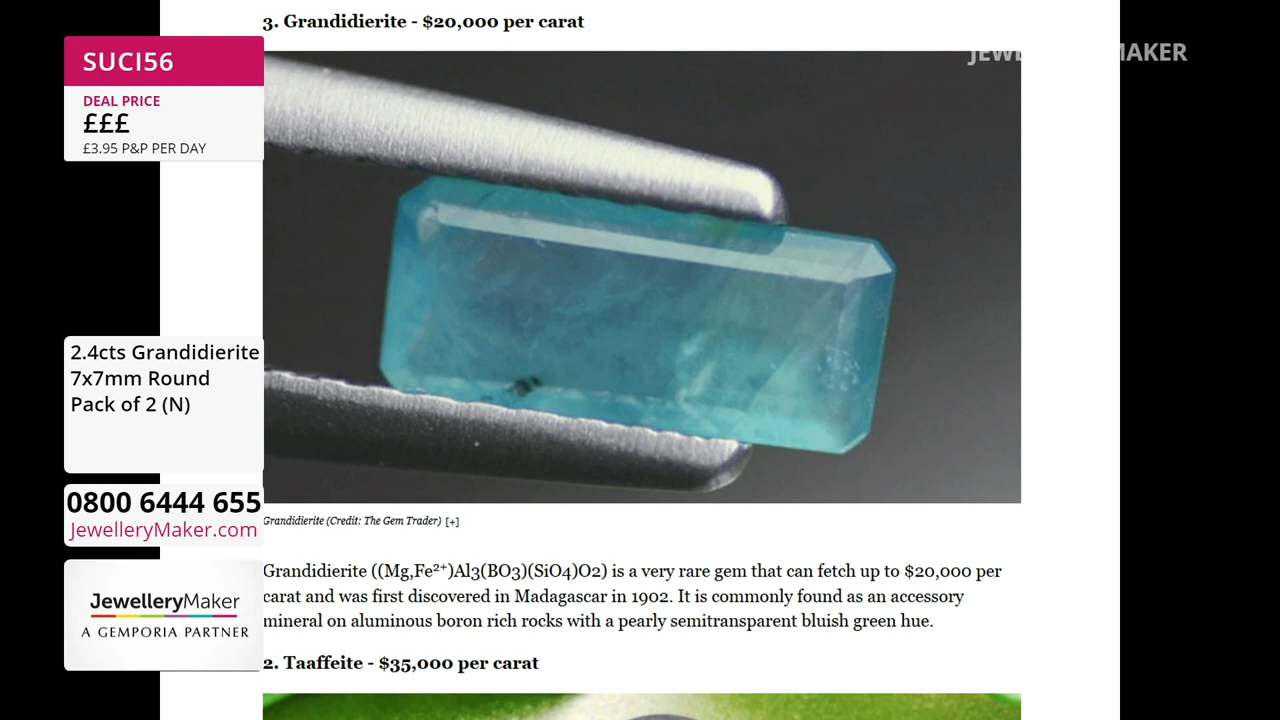 3. Grandidierite - $20,000 per carat
JEWE MAKER
SUCI56
DEAL PRICE
£££
£3.95 P&P PER DAY
2.4cts Grandidierite
7x7mm Round
Pack of 2 (N)
0800 6444 655
JewelleryMaker.com
JewelleryMaker
A GEMPORIA PARTNER
Grandidierite (Credit: The Gem Trader) [+]
Grandidierite ((Mg,Fe²⁺)Al3(BO3)(SiO4)O2) is a very rare gem that can fetch up to $20,000 per
carat and was first discovered in Madagascar in 1902. It is commonly found as an accessory
mineral on aluminous boron rich rocks with a pearly semitransparent bluish green hue.
2. Taaffeite - $35,000 per carat